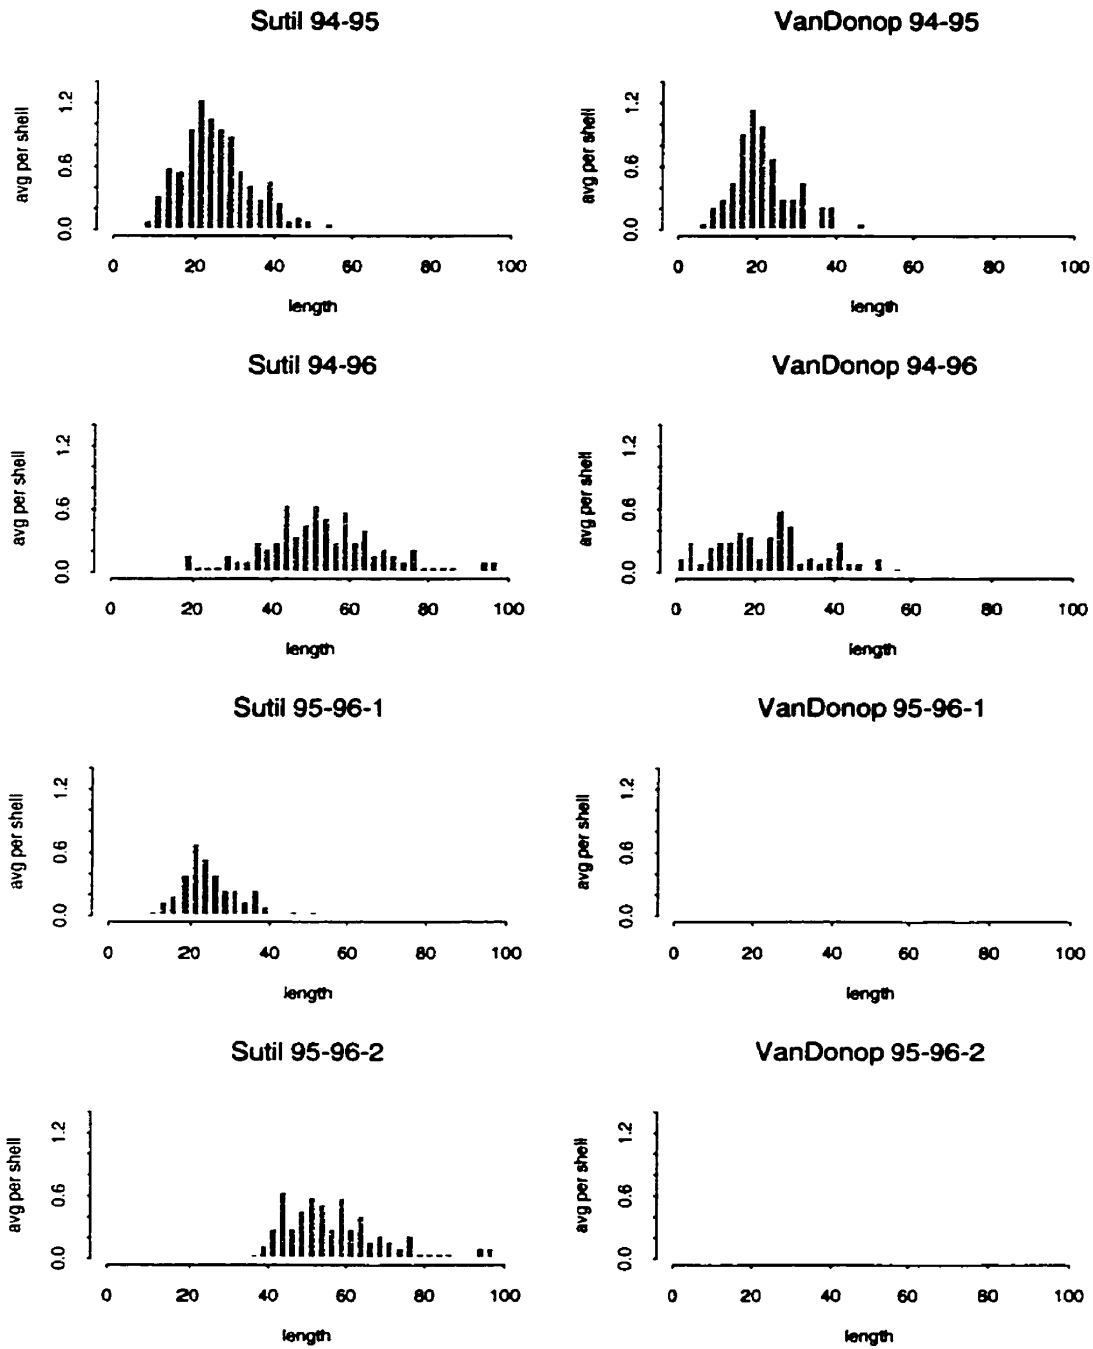 Sutil 94-95
avg per shell
1.2
0.6
0.0
0 20 40 60 80 100
length
VanDonop 94-95
avg per shell
1.2
0.6
0.0
0 20 40 60 80 100
length
Sutil 94-96
avg per shell
1.2
0.6
0.0
0 20 40 60 80 100
length
VanDonop 94-96
avg per shell
1.2
0.6
0.0
0 20 40 60 80 100
length
Sutil 95-96-1
avg per shell
1.2
0.6
0.0
0 20 40 60 80 100
length
VanDonop 95-96-1
avg per shell
1.2
0.6
0.0
0 20 40 60 80 100
length
Sutil 95-96-2
avg per shell
1.2
0.6
0.0
0 20 40 60 80 100
length
VanDonop 95-96-2
avg per shell
1.2
0.6
0.0
0 20 40 60 80 100
length